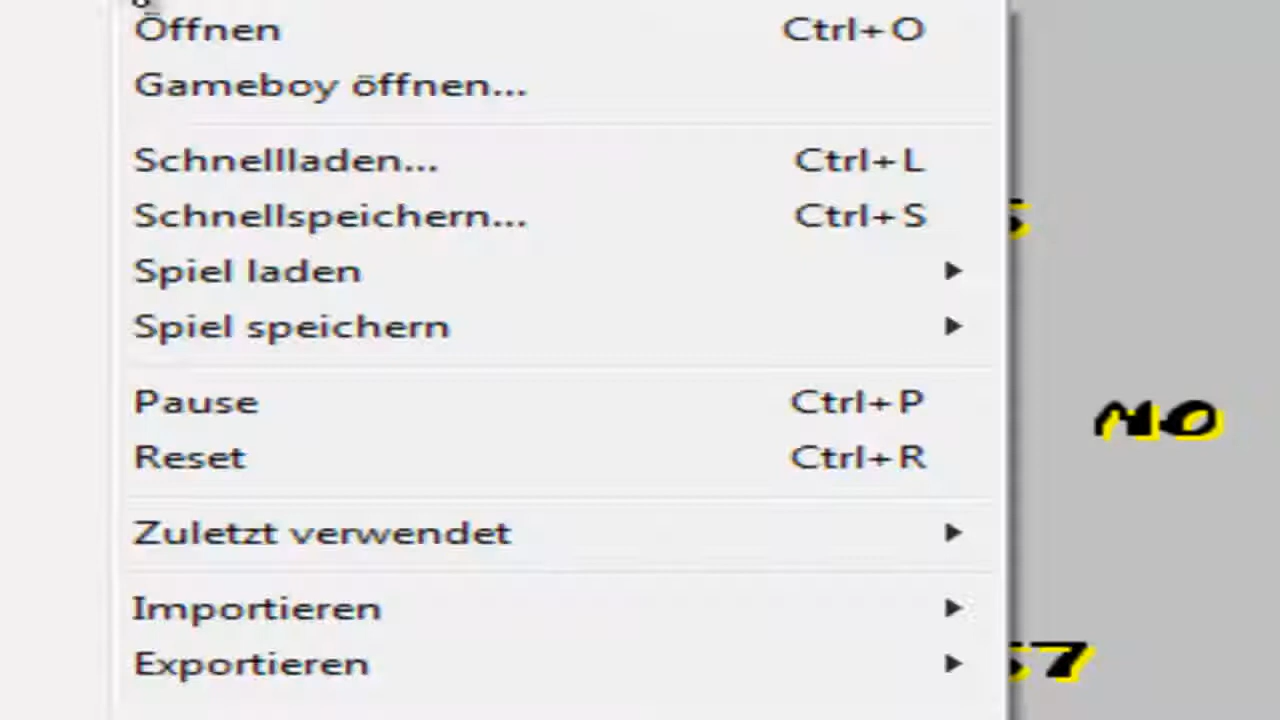 Öffnen Ctrl+O
Gameboy öffnen...
Schnellladen... Ctrl+L
Schnellspeichern... Ctrl+S
Spiel laden
Spiel speichern
Pause Ctrl+P
NO
Reset Ctrl+R
Zuletzt verwendet
Importieren
Exportieren